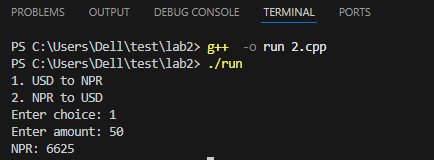 PROBLEMS OUTPUT DEBUG CONSOLE TERMINAL PORTS
PS C:\Users\Dell\test\lab2> g++  -o run 2.cpp
PS C:\Users\Dell\test\lab2> ./run
1. USD to NPR
2. NPR to USD
Enter choice: 1
Enter amount: 50
NPR: 6625